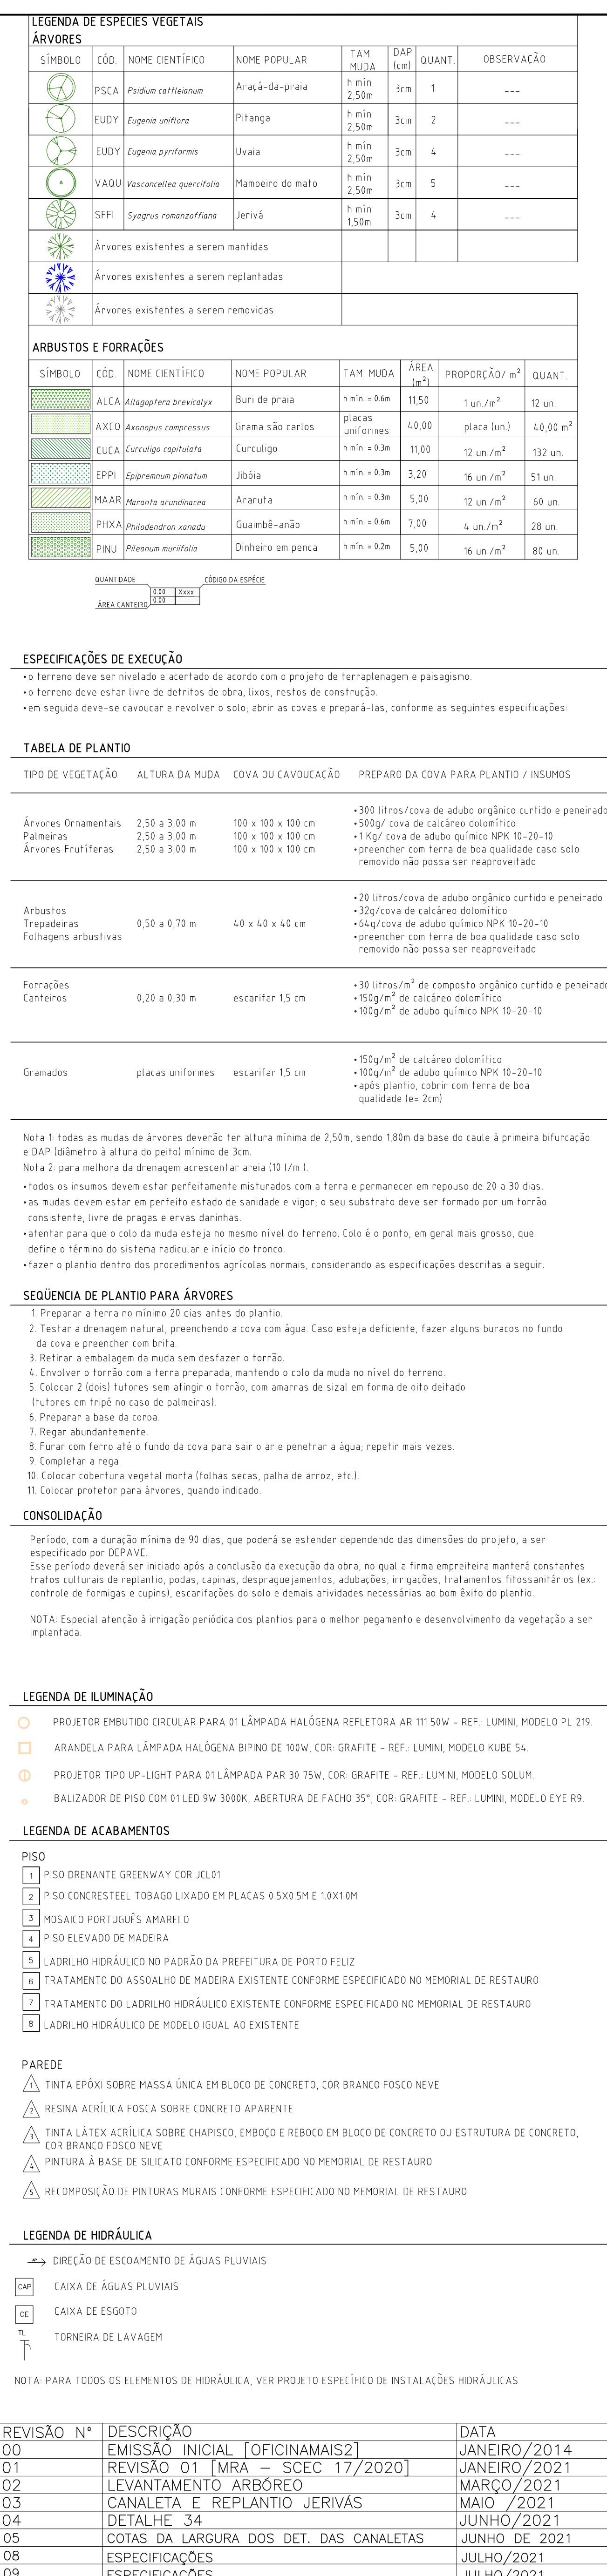 LEGENDA DE ESPÉCIES VEGETAIS
ÁRVORES
SÍMBOLO CÓD. NOME CIENTÍFICO NOME POPULAR TAM. MUDA DAP (cm) QUANT. OBSERVAÇÃO
PSCA Psidium cattleianum Araçá-da-praia h mín 2,50m 3cm 1 ---
EUDY Eugenia uniflora Pitanga h mín 2,50m 3cm 2 ---
EUDY Eugenia pyriformis Uvaia h mín 2,50m 3cm 4 ---
VAQU Vasconcellea quercifolia Mamoeiro do mato h mín 2,50m 3cm 5 ---
SFFI Syagrus romanzoffiana Jerivá h mín 1,50m 3cm 4 ---
Árvores existentes a serem mantidas
Árvores existentes a serem replantadas
Árvores existentes a serem removidas
ARBUSTOS E FORRAÇÕES
SÍMBOLO CÓD. NOME CIENTÍFICO NOME POPULAR TAM. MUDA ÁREA (m²) PROPORÇÃO/ m² QUANT.
ALCA Allagoptera brevicalyx Buri de praia h mín. = 0.6m 11,50 1 un./m² 12 un.
AXCO Axonopus compressus Grama são carlos placas uniformes 40,00 placa (un.) 40,00 m²
CUCA Curculigo capitulata Curculigo h mín. = 0.3m 11,00 12 un./m² 132 un.
EPPI Epipremnum pinnatum Jibóia h mín. = 0.3m 3,20 16 un./m² 51 un.
MAAR Maranta arundinacea Araruta h mín. = 0.3m 5,00 12 un./m² 60 un.
PHXA Philodendron xanadu Guaimbê-anão h mín. = 0.6m 7,00 4 un./m² 28 un.
PINU Pileanum muriifolia Dinheiro em penca h mín. = 0.2m 5,00 16 un./m² 80 un.
QUANTIDADE CÓDIGO DA ESPÉCIE
0.00 Xxxx
ÁREA CANTEIRO 0.00
ESPECIFICAÇÕES DE EXECUÇÃO
•o terreno deve ser nivelado e acertado de acordo com o projeto de terraplenagem e paisagismo.
•o terreno deve estar livre de detritos de obra, lixos, restos de construção.
•em seguida deve-se cavoucar e revolver o solo; abrir as covas e prepará-las, conforme as seguintes especificações:
TABELA DE PLANTIO
TIPO DE VEGETAÇÃO ALTURA DA MUDA COVA OU CAVOUCAÇÃO PREPARO DA COVA PARA PLANTIO / INSUMOS
•300 litros/cova de adubo orgânico curtido e peneirado
Árvores Ornamentais 2,50 a 3,00 m 100 x 100 x 100 cm •500g/ cova de calcáreo dolomítico
Palmeiras 2,50 a 3,00 m 100 x 100 x 100 cm •1 Kg/ cova de adubo químico NPK 10-20-10
Árvores Frutíferas 2,50 a 3,00 m 100 x 100 x 100 cm •preencher com terra de boa qualidade caso solo
removido não possa ser reaproveitado
•20 litros/cova de adubo orgânico curtido e peneirado
Arbustos •32g/cova de calcáreo dolomítico
Trepadeiras 0,50 a 0,70 m 40 x 40 x 40 cm •64g/cova de adubo químico NPK 10-20-10
Folhagens arbustivas •preencher com terra de boa qualidade caso solo
removido não possa ser reaproveitado
Forrações •30 litros/m² de composto orgânico curtido e peneirado
Canteiros 0,20 a 0,30 m escarifar 1,5 cm •150g/m² de calcáreo dolomítico
•100g/m² de adubo químico NPK 10-20-10
•150g/m² de calcáreo dolomítico
Gramados placas uniformes escarifar 1,5 cm •100g/m² de adubo químico NPK 10-20-10
•após plantio, cobrir com terra de boa
qualidade (e= 2cm)
Nota 1: todas as mudas de árvores deverão ter altura mínima de 2,50m, sendo 1,80m da base do caule à primeira bifurcação
e DAP (diâmetro à altura do peito) mínimo de 3cm.
Nota 2: para melhora da drenagem acrescentar areia (10 l/m ).
•todos os insumos devem estar perfeitamente misturados com a terra e permanecer em repouso de 20 a 30 dias.
•as mudas devem estar em perfeito estado de sanidade e vigor; o seu substrato deve ser formado por um torrão
consistente, livre de pragas e ervas daninhas.
•atentar para que o colo da muda esteja no mesmo nível do terreno. Colo é o ponto, em geral mais grosso, que
define o término do sistema radicular e início do tronco.
•fazer o plantio dentro dos procedimentos agrícolas normais, considerando as especificações descritas a seguir.
SEQÜENCIA DE PLANTIO PARA ÁRVORES
1. Preparar a terra no mínimo 20 dias antes do plantio.
2. Testar a drenagem natural, preenchendo a cova com água. Caso esteja deficiente, fazer alguns buracos no fundo
da cova e preencher com brita.
3. Retirar a embalagem da muda sem desfazer o torrão.
4. Envolver o torrão com a terra preparada, mantendo o colo da muda no nível do terreno.
5. Colocar 2 (dois) tutores sem atingir o torrão, com amarras de sizal em forma de oito deitado
(tutores em tripé no caso de palmeiras).
6. Preparar a base da coroa.
7. Regar abundantemente.
8. Furar com ferro até o fundo da cova para sair o ar e penetrar a água; repetir mais vezes.
9. Completar a rega.
10. Colocar cobertura vegetal morta (folhas secas, palha de arroz, etc.).
11. Colocar protetor para árvores, quando indicado.
CONSOLIDAÇÃO
Período, com a duração mínima de 90 dias, que poderá se estender dependendo das dimensões do projeto, a ser
especificado por DEPAVE.
Esse período deverá ser iniciado após a conclusão da execução da obra, no qual a firma empreiteira manterá constantes
tratos culturais de replantio, podas, capinas, despraguejamentos, adubações, irrigações, tratamentos fitossanitários (ex.:
controle de formigas e cupins), escarifações do solo e demais atividades necessárias ao bom êxito do plantio.
NOTA: Especial atenção à irrigação periódica dos plantios para o melhor pegamento e desenvolvimento da vegetação a ser
implantada.
LEGENDA DE ILUMINAÇÃO
PROJETOR EMBUTIDO CIRCULAR PARA 01 LÂMPADA HALÓGENA REFLETORA AR 111 50W - REF.: LUMINI, MODELO PL 219.
ARANDELA PARA LÂMPADA HALÓGENA BIPINO DE 100W, COR: GRAFITE - REF.: LUMINI, MODELO KUBE 54.
PROJETOR TIPO UP-LIGHT PARA 01 LÂMPADA PAR 30 75W, COR: GRAFITE - REF.: LUMINI, MODELO SOLUM.
BALIZADOR DE PISO COM 01 LED 9W 3000K, ABERTURA DE FACHO 35°, COR: GRAFITE - REF.: LUMINI, MODELO EYE R9.
LEGENDA DE ACABAMENTOS
PISO
1 PISO DRENANTE GREENWAY COR JCL01
2 PISO CONCRESTEEL TOBAGO LIXADO EM PLACAS 0.5X0.5M E 1.0X1.0M
3 MOSAICO PORTUGUÊS AMARELO
4 PISO ELEVADO DE MADEIRA
5 LADRILHO HIDRÁULICO NO PADRÃO DA PREFEITURA DE PORTO FELIZ
6 TRATAMENTO DO ASSOALHO DE MADEIRA EXISTENTE CONFORME ESPECIFICADO NO MEMORIAL DE RESTAURO
7 TRATAMENTO DO LADRILHO HIDRÁULICO EXISTENTE CONFORME ESPECIFICADO NO MEMORIAL DE RESTAURO
8 LADRILHO HIDRÁULICO DE MODELO IGUAL AO EXISTENTE
PAREDE
1 TINTA EPÓXI SOBRE MASSA ÚNICA EM BLOCO DE CONCRETO, COR BRANCO FOSCO NEVE
2 RESINA ACRÍLICA FOSCA SOBRE CONCRETO APARENTE
3 TINTA LÁTEX ACRÍLICA SOBRE CHAPISCO, EMBOÇO E REBOCO EM BLOCO DE CONCRETO OU ESTRUTURA DE CONCRETO,
COR BRANCO FOSCO NEVE
4 PINTURA À BASE DE SILICATO CONFORME ESPECIFICADO NO MEMORIAL DE RESTAURO
5 RECOMPOSIÇÃO DE PINTURAS MURAIS CONFORME ESPECIFICADO NO MEMORIAL DE RESTAURO
LEGENDA DE HIDRÁULICA
DIREÇÃO DE ESCOAMENTO DE ÁGUAS PLUVIAIS
CAP CAIXA DE ÁGUAS PLUVIAIS
CE CAIXA DE ESGOTO
TL TORNEIRA DE LAVAGEM
NOTA: PARA TODOS OS ELEMENTOS DE HIDRÁULICA, VER PROJETO ESPECÍFICO DE INSTALAÇÕES HIDRÁULICAS
REVISÃO Nº DESCRIÇÃO DATA
00 EMISSÃO INICIAL [OFICINAMAIS2] JANEIRO/2014
01 REVISÃO 01 [MRA – SCEC 17/2020] JANEIRO/2021
02 LEVANTAMENTO ARBÓREO MARÇO/2021
03 CANALETA E REPLANTIO JERIVÁS MAIO /2021
04 DETALHE 34 JUNHO/2021
05 COTAS DA LARGURA DOS DET. DAS CANALETAS JUNHO DE 2021
08 ESPECIFICAÇÕES JULHO/2021
09 ESPECIFICAÇÕES JULHO/2021